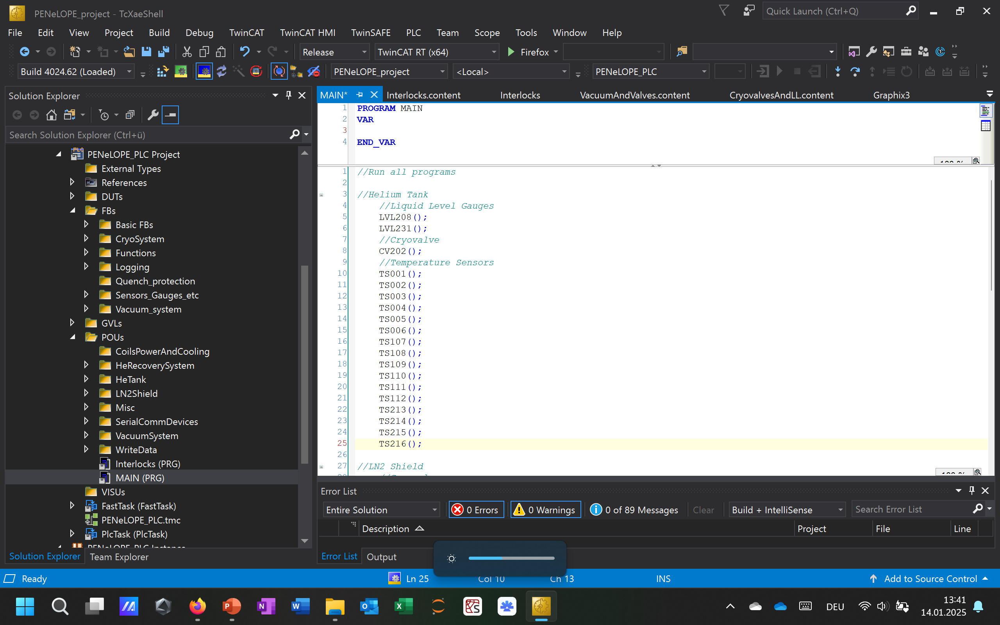 PENeLOPE_project - TcXaeShell
Quick Launch (Ctrl+Q)
File Edit View Project Build Debug TwinCAT TwinCAT HMI TwinSAFE PLC Team Scope Tools Window Help
Release TwinCAT RT (x64) Firefox
Build 4024.62 (Loaded) PENeLOPE_project <Local> PENeLOPE_PLC
Solution Explorer
Search Solution Explorer (Ctrl+ü)
PENeLOPE_PLC Project
External Types
References
DUTs
FBs
Basic FBs
CryoSystem
Functions
Logging
Quench_protection
Sensors_Gauges_etc
Vacuum_system
GVLs
POUs
CoilsPowerAndCooling
HeRecoverySystem
HeTank
LN2Shield
Misc
SerialCommDevices
VacuumSystem
WriteData
Interlocks (PRG)
MAIN (PRG)
VISUs
FastTask (FastTask)
PENeLOPE_PLC.tmc
PlcTask (PlcTask)
PENeLOPE_PLC Instance
Solution Explorer Team Explorer
MAIN* Interlocks.content Interlocks VacuumAndValves.content CryovalvesAndLL.content Graphix3
1 PROGRAM MAIN
2 VAR
3
4 END_VAR
1 //Run all programs
2
3 //Helium Tank
4 //Liquid Level Gauges
5 LVL208();
6 LVL231();
7 //Cryovalve
8 CV202();
9 //Temperature Sensors
10 TS001();
11 TS002();
12 TS003();
13 TS004();
14 TS005();
15 TS006();
16 TS107();
17 TS108();
18 TS109();
19 TS110();
20 TS111();
21 TS112();
22 TS213();
23 TS214();
24 TS215();
25 TS216();
26
27 //LN2 Shield
Error List
Entire Solution 0 Errors 0 Warnings 0 of 89 Messages Clear Build + IntelliSense Search Error List
Description Project File Line
Error List Output
Ready Ln 25 Col 10 Ch 13 INS Add to Source Control
DEU 13:41
14.01.2025